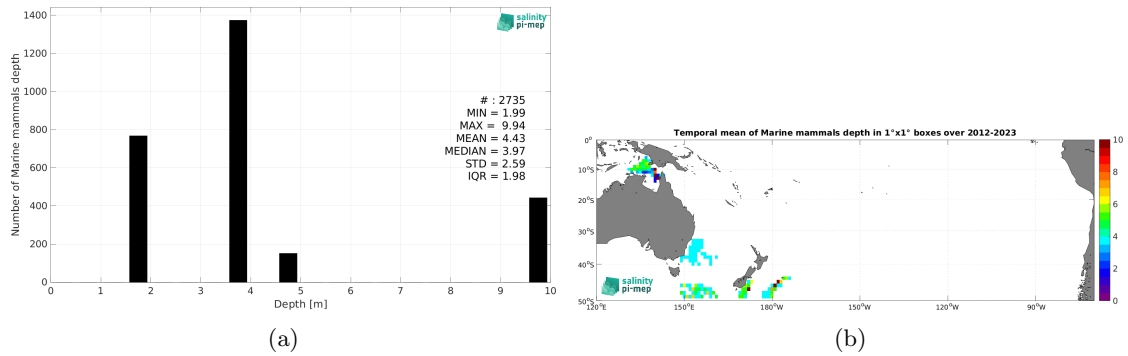 1400
1200
1000
800
600
400
200
0
Number of Marine mammals depth
salinity
pi-mep
# : 2735
MIN = 1.99
MAX = 9.94
MEAN = 4.43
MEDIAN = 3.97
STD = 2.59
IQR = 1.98
0 1 2 3 4 5 6 7 8 9 10
Depth [m]
(a)
Temporal mean of Marine mammals depth in 1°x1° boxes over 2012-2023
0°
10°S
20°S
30°S
40°S
50°S
salinity
pi-mep
120°E 150°E 180°W 150°W 120°W 90°W
10
8
6
4
2
0
(b)